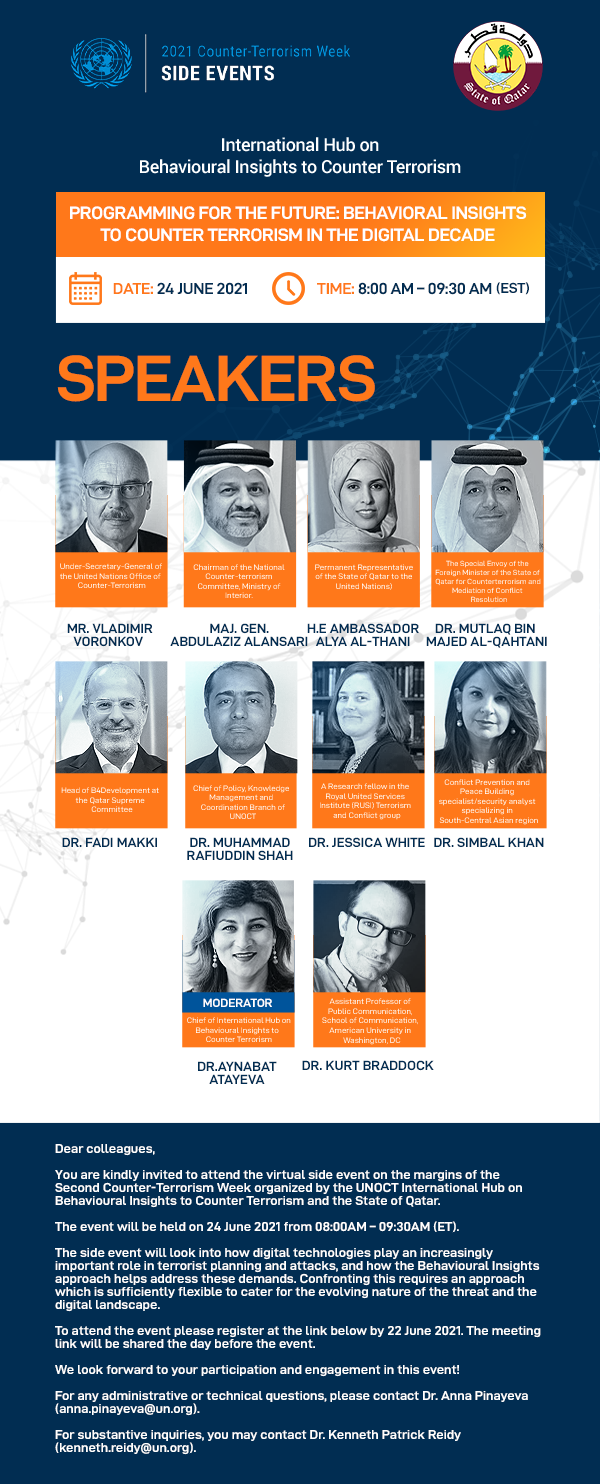 دولة قطر
State of Qatar
2021 Counter-Terrorism Week
SIDE EVENTS
International Hub on
Behavioural Insights to Counter Terrorism
PROGRAMMING FOR THE FUTURE: BEHAVIORAL INSIGHTS
TO COUNTER TERRORISM IN THE DIGITAL DECADE
DATE: 24 JUNE 2021
TIME: 8:00 AM – 09:30 AM (EST)
SPEAKERS
Under-Secretary-General of
the United Nations Office of
Counter-Terrorism
MR. VLADIMIR
VORONKOV
Chairman of the National
Counter-terrorism
Committee, Ministry of
interior
MAJ. GEN.
ABDULAZIZ ALANSARI
Permanent Representative
of the State of Qatar to the
United Nations)
H.E AMBASSADOR
ALYA AL-THANI
The Special Envoy of the
Foreign Minister of the State of
Qatar for Counterterrorism and
Mediation of Conflict
Resolution
DR. MUTLAQ BIN
MAJED AL-QAHTANI
Head of B4Development at
the Qatar Supreme
Committee
DR. FADI MAKKI
Chief of Policy, Knowledge
Management and
Coordination Branch of
UNOCT
DR. MUHAMMAD
RAFIUDDIN SHAH
A Research fellow in the
Royal United Services
Institute (RUSI) Terrorism
and Conflict group
DR. JESSICA WHITE
Conflict Prevention and
Peace Building
specialist/security analyst
specializing in
South-Central Asian region
DR. SIMBAL KHAN
MODERATOR
Chief of International Hub on
Behavioural Insights to
Counter Terrorism
DR.AYNABAT
ATAYEVA
Assistant Professor of
Public Communication,
School of Communication,
American University in
Washington, DC
DR. KURT BRADDOCK
Dear colleagues,
You are kindly invited to attend the virtual side event on the margins of the
Second Counter-Terrorism Week organized by the UNOCT International Hub on
Behavioural Insights to Counter Terrorism and the State of Qatar.
The event will be held on 24 June 2021 from 08:00AM – 09:30AM (ET).
The side event will look into how digital technologies play an increasingly
important role in terrorist planning and attacks, and how the Behavioural Insights
approach helps address these demands. Confronting this requires an approach
which is sufficiently flexible to cater for the evolving nature of the threat and the
digital landscape.
To attend the event please register at the link below by 22 June 2021. The meeting
link will be shared the day before the event.
We look forward to your participation and engagement in this event!
For any administrative or technical questions, please contact Dr. Anna Pinayeva
(anna.pinayeva@un.org).
For substantive inquiries, you may contact Dr. Kenneth Patrick Reidy
(kenneth.reidy@un.org).